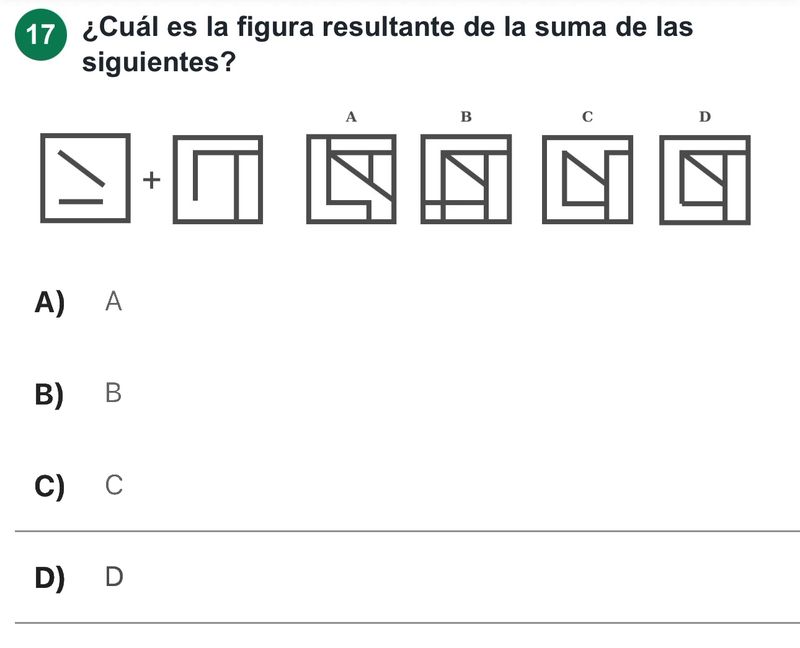 17 ¿Cuál es la figura resultante de la suma de las
siguientes?
A B C D
+
A) A
B) B
C) C
D) D